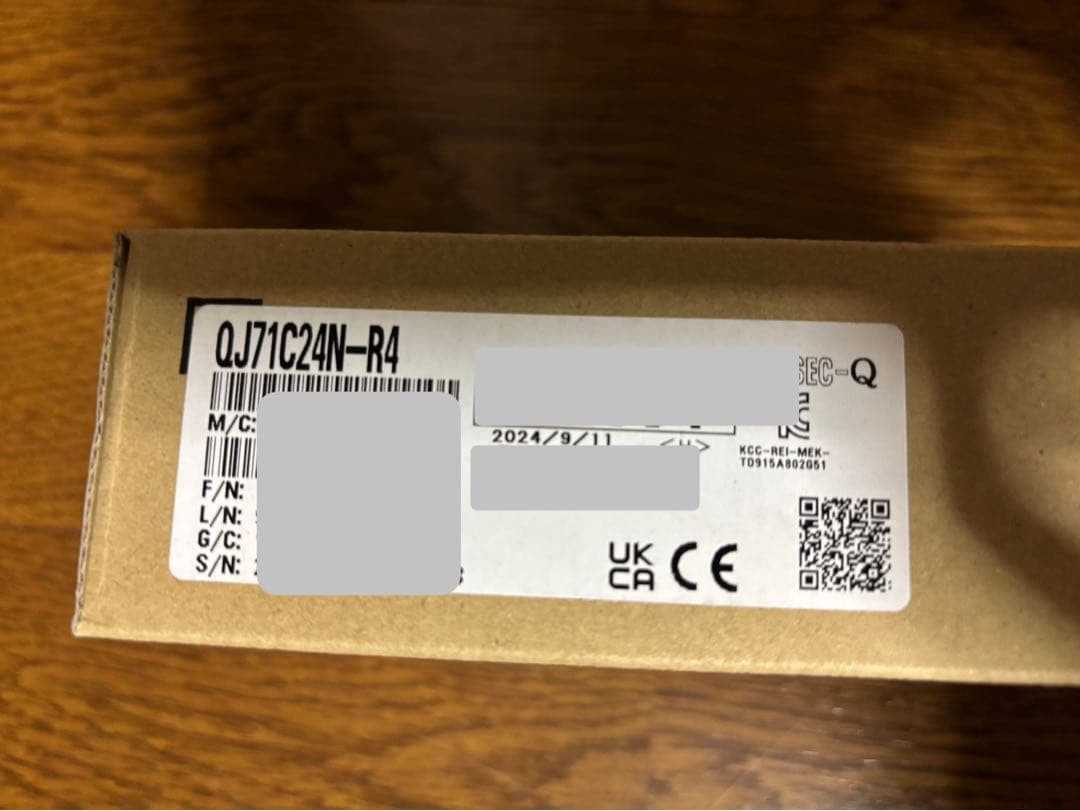 QJ71C24N-R4
SEC-Q
M/C:
2024/9/11 <U>
KCC-REI-MEK-
TD915A802G51
F/N:
L/N:
G/C:
S/N:
UK
CA CE